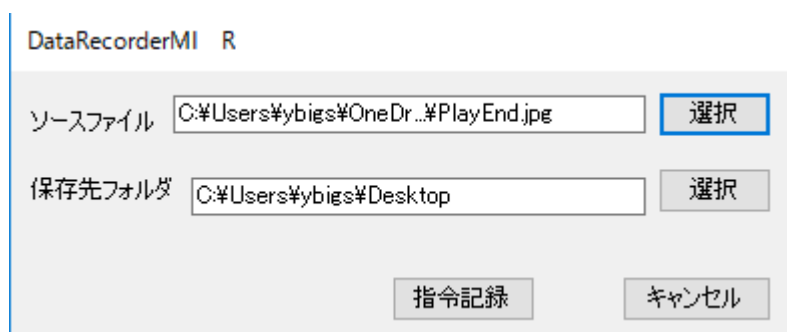 DataRecorderMI R
ソースファイル C:¥Users¥ybigs¥OneDr...¥PlayEnd.jpg 選択
保存先フォルダ C:¥Users¥ybigs¥Desktop 選択
指令記録 キャンセル